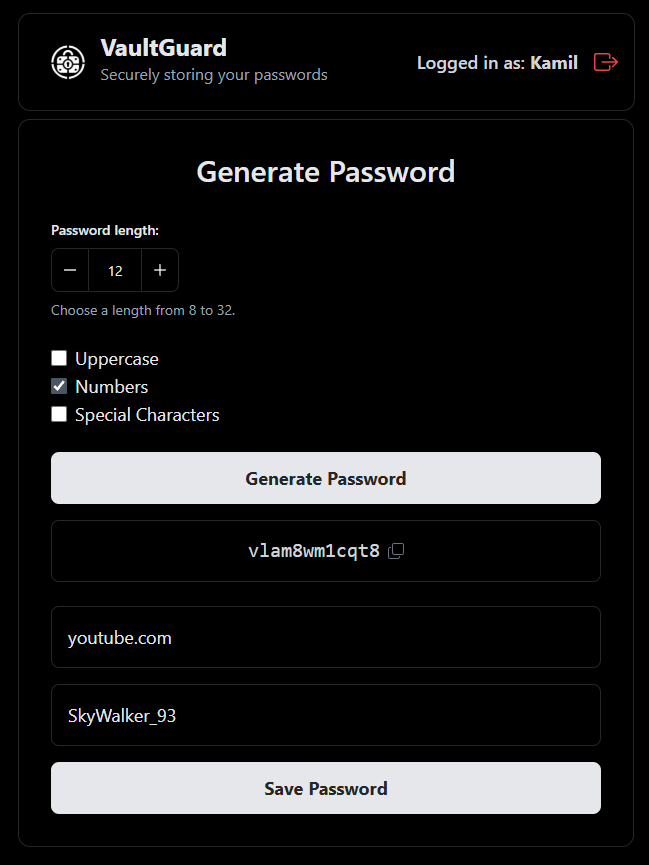 VaultGuard
Securely storing your passwords
Logged in as: Kamil
Generate Password
Password length:
12
Choose a length from 8 to 32.
Uppercase
Numbers
Special Characters
Generate Password
vlam8wm1cqt8
youtube.com
SkyWalker_93
Save Password